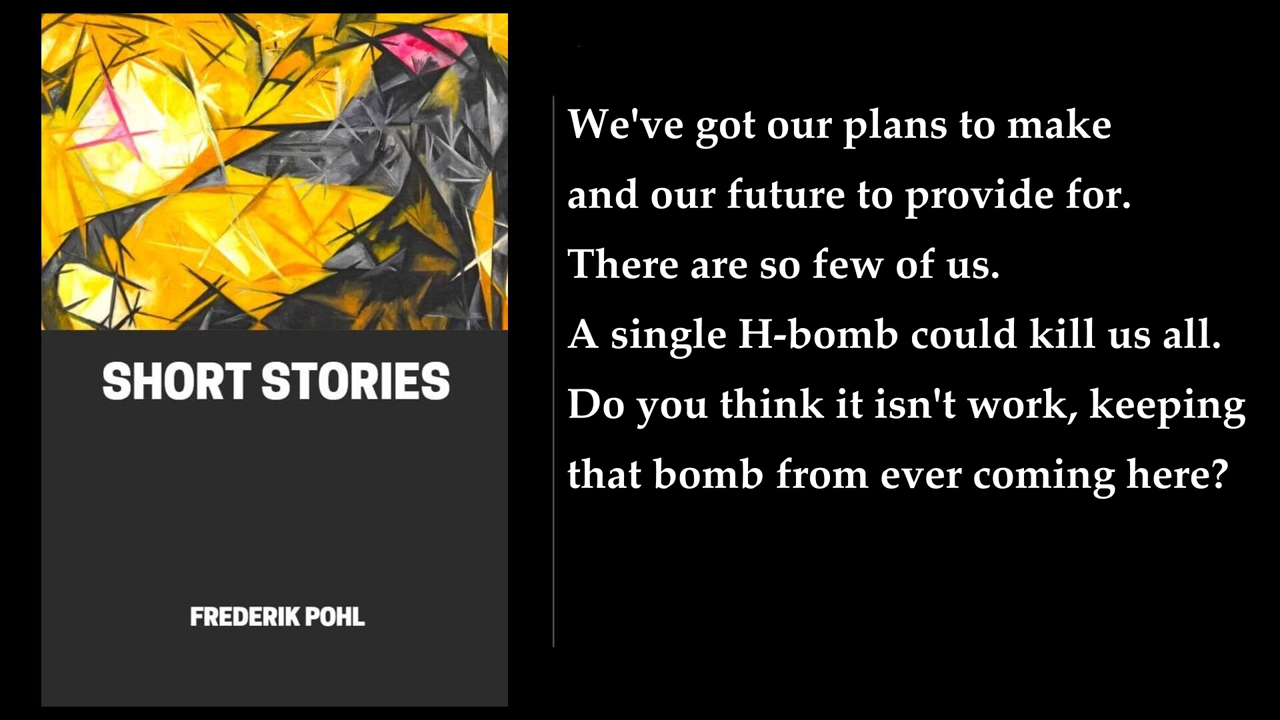 SHORT STORIES
FREDERIK POHL
We've got our plans to make
and our future to provide for.
There are so few of us.
A single H-bomb could kill us all.
Do you think it isn't work, keeping
that bomb from ever coming here?